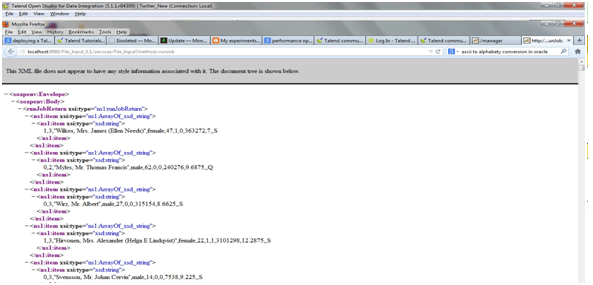 Talend Open Studio for Data Integration (5.1.1.r84309) | Twitter_New (Connection: Local)
Edit View Window Help
Mozilla Firefox
File Edit View History Bookmarks Tools Help
deploying a Tal... Talend Tutorials... Siselated — Mon... Update — Mon... My experiments... performance op... Talend commu... Log In - Talend ... Talend commu... /manager http:/...unJob
localhost:8080/File_Input_0.1/services/File_Input?method=runJob ascii to alphabety conversion in oracle
This XML file does not appear to have any style information associated with it. The document tree is shown below.
−<soapenv:Envelope>
−<soapenv:Body>
−<runJobReturn xsi:type="ns1:runJobReturn">
−<ns1:item xsi:type="ns1:ArrayOf_xsd_string">
−<ns1:item xsi:type="xsd:string">
1,3,"Wilkes, Mrs. James (Ellen Needs)",female,47,1,0,363272,7,,S
</ns1:item>
</ns1:item>
−<ns1:item xsi:type="ns1:ArrayOf_xsd_string">
−<ns1:item xsi:type="xsd:string">
0,2,"Myles, Mr. Thomas Francis",male,62,0,0,240276,9.6875,,Q
</ns1:item>
</ns1:item>
−<ns1:item xsi:type="ns1:ArrayOf_xsd_string">
−<ns1:item xsi:type="xsd:string">
0,3,"Wirz, Mr. Albert",male,27,0,0,315154,8.6625,,S
</ns1:item>
</ns1:item>
−<ns1:item xsi:type="ns1:ArrayOf_xsd_string">
−<ns1:item xsi:type="xsd:string">
1,3,"Hirvonen, Mrs. Alexander (Helga E Lindqvist)",female,22,1,1,3101298,12.2875,,S
</ns1:item>
</ns1:item>
−<ns1:item xsi:type="ns1:ArrayOf_xsd_string">
−<ns1:item xsi:type="xsd:string">
0,3,"Svensson, Mr. Johan Cervin",male,14,0,0,7538,9.225,,S
</ns1:item>